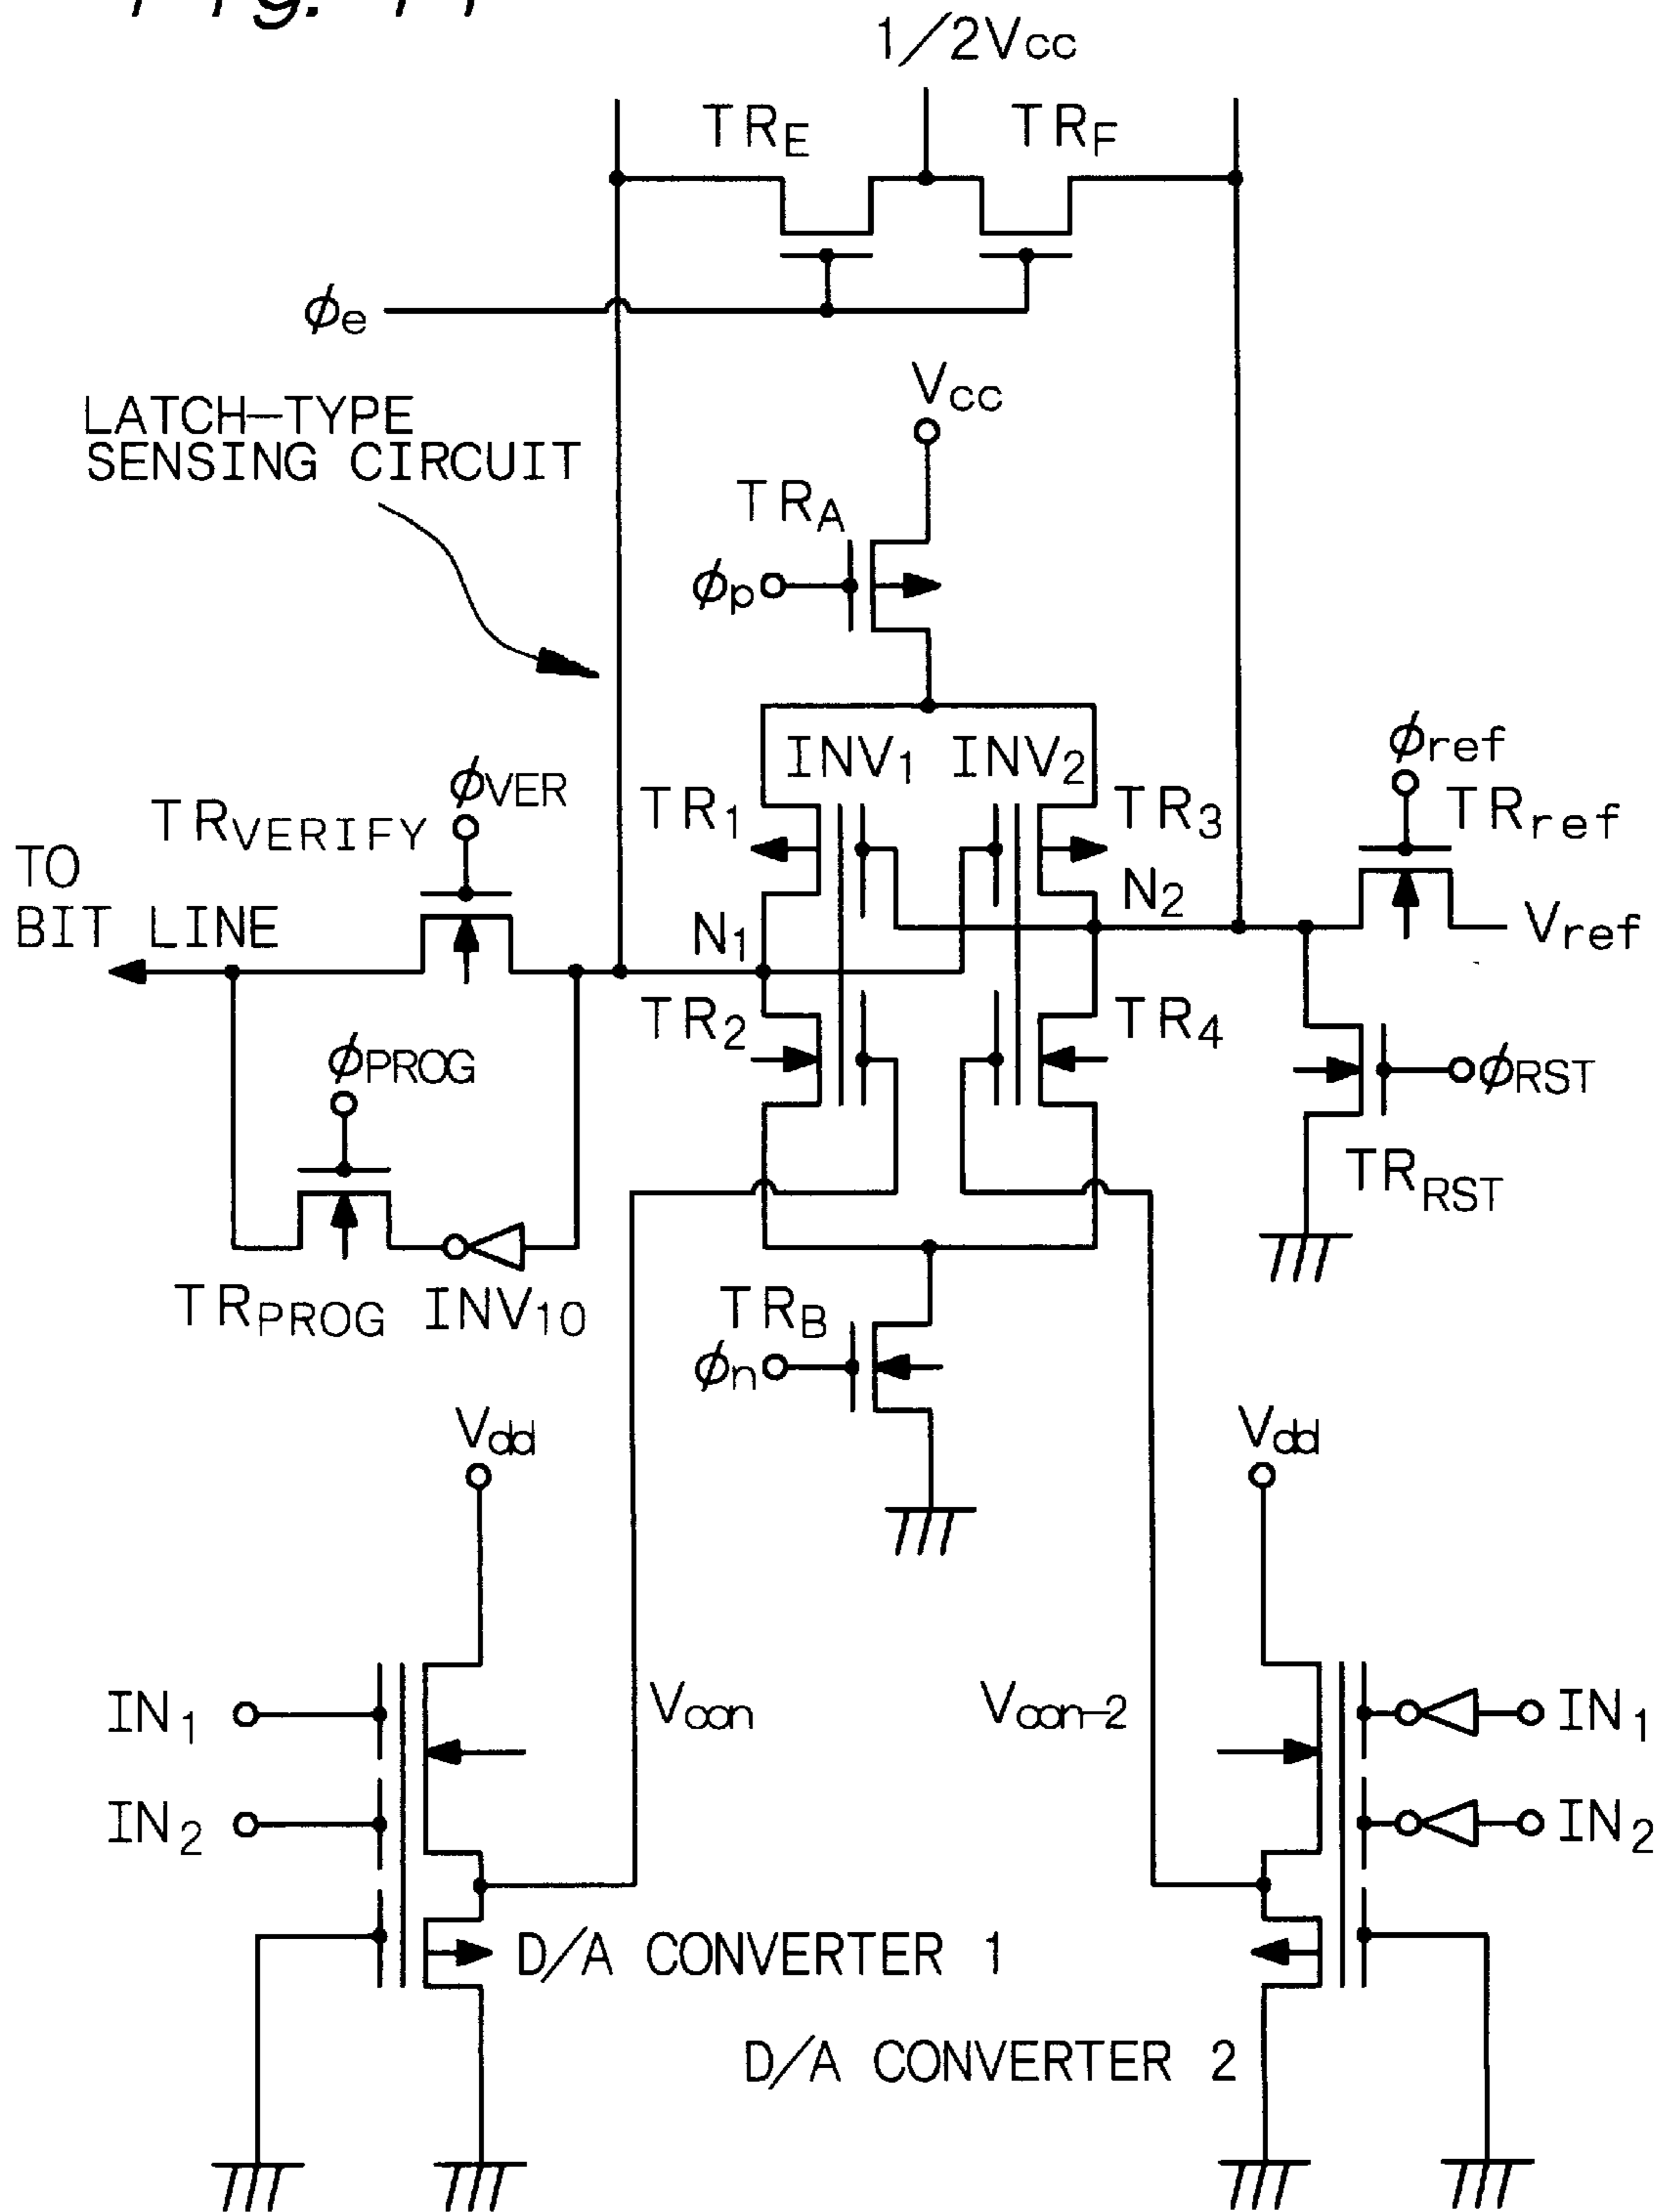 1/2Vcc
TRE TRF
ϕe
Vcc
LATCH-TYPE
SENSING CIRCUIT
TRA
ϕp
INV1 INV2
ϕref
ϕVER
TRVERIFY
TR1
TR3
TRref
TO
BIT LINE
N1
N2
Vref
TR2
TR4
ϕPROG
ϕRST
TRRST
TRPROG INV10
TRB
ϕn
Vdd
Vdd
IN1
Vcon
Vcon-2
IN1
IN2
IN2
D/A CONVERTER 1
D/A CONVERTER 2